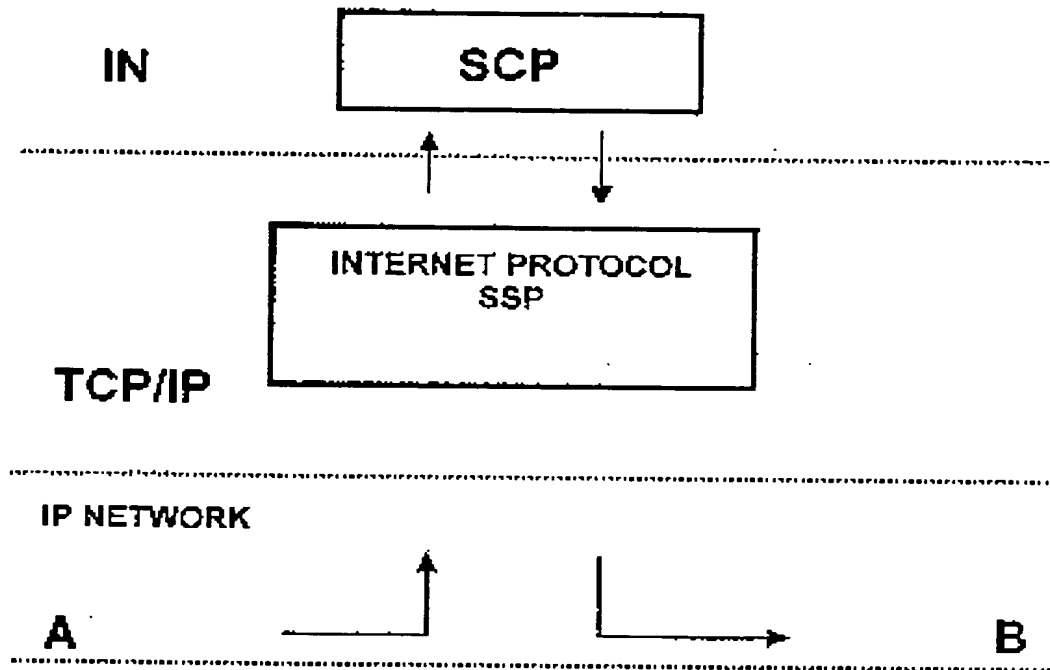 IN
SCP
INTERNET PROTOCOL
SSP
TCP/IP
IP NETWORK
A
B